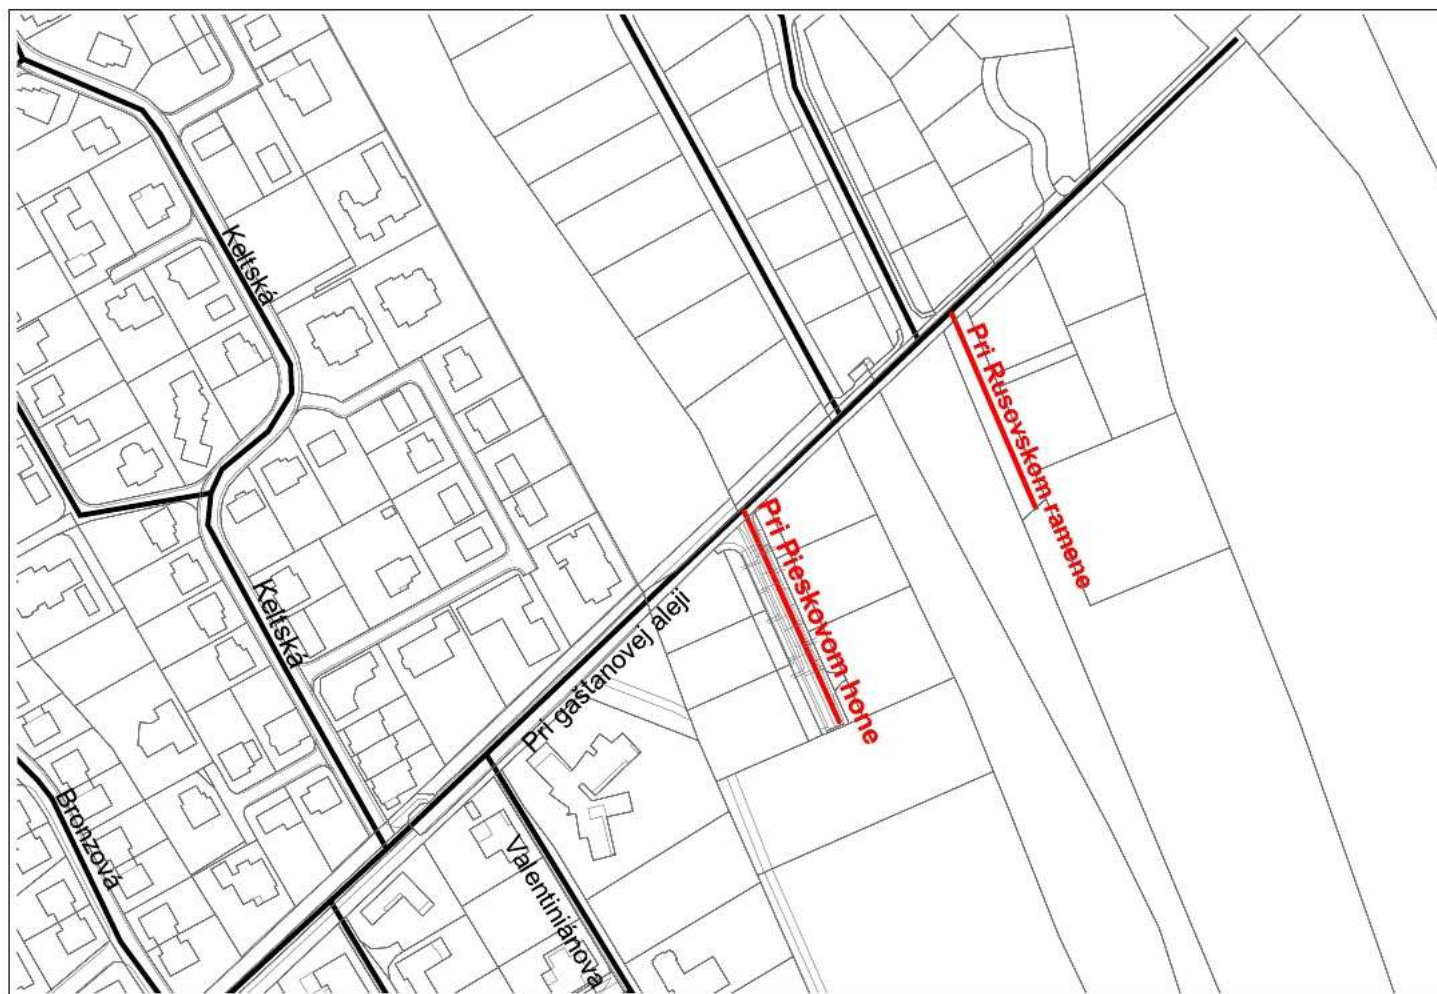 Keltská
Pri Rusovskom ramene
Pri Pieskovom hone
Keltská
Pri gaštanovej aleji
Bronzová
Valentiniánova